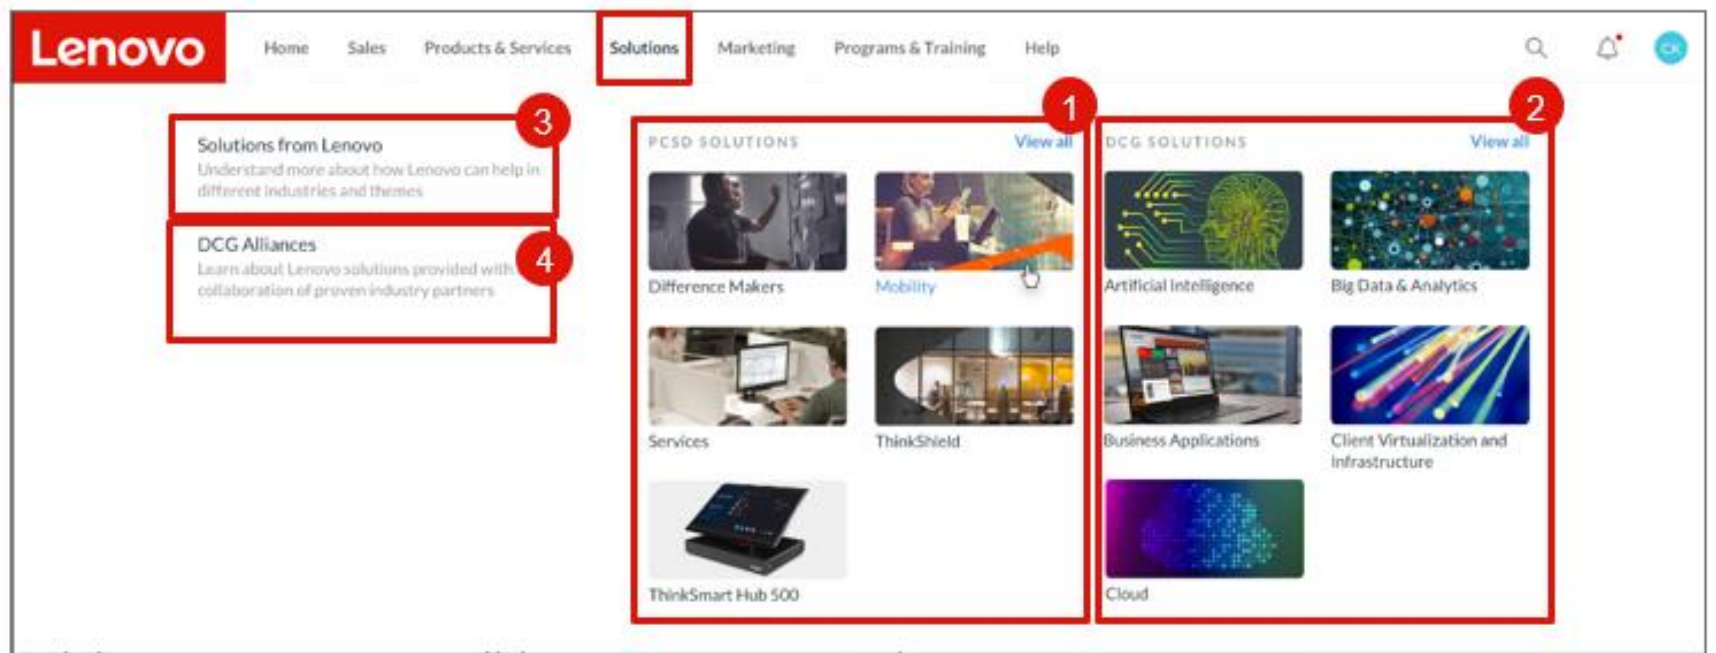 Lenovo
Home Sales Products & Services Solutions Marketing Programs & Training Help
CK
3
Solutions from Lenovo
Understand more about how Lenovo can help in
different industries and themes
4
DCG Alliances
Learn about Lenovo solutions provided with
collaboration of proven industry partners
1
PCSD SOLUTIONS View all
Difference Makers
Mobility
Services
ThinkShield
ThinkSmart Hub 500
2
DCG SOLUTIONS View all
Artificial Intelligence
Big Data & Analytics
Business Applications
Client Virtualization and
Infrastructure
Cloud